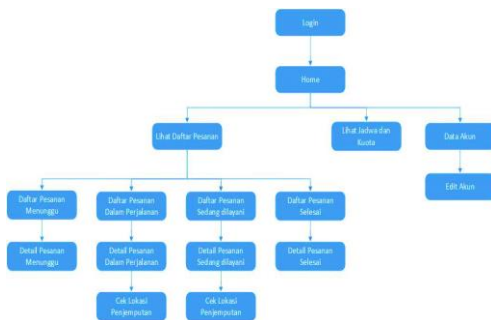 Login
Home
Lihat Daftar Pesanan
Lihat Jadwa dan
Kuota
Data Akun
Edit Akun
Daftar Pesanan
Menunggu
Daftar Pesanan
Dalam Perjalanan
Daftar Pesanan
Sedang dilayani
Daftar Pesanan
Selesai
Detail Pesanan
Menunggu
Detail Pesanan
Dalam Perjalanan
Detail Pesanan
Sedang dilayani
Detail Pesanan
Selesai
Cek Lokasi
Penjemputan
Cek Lokasi
Penjemputan